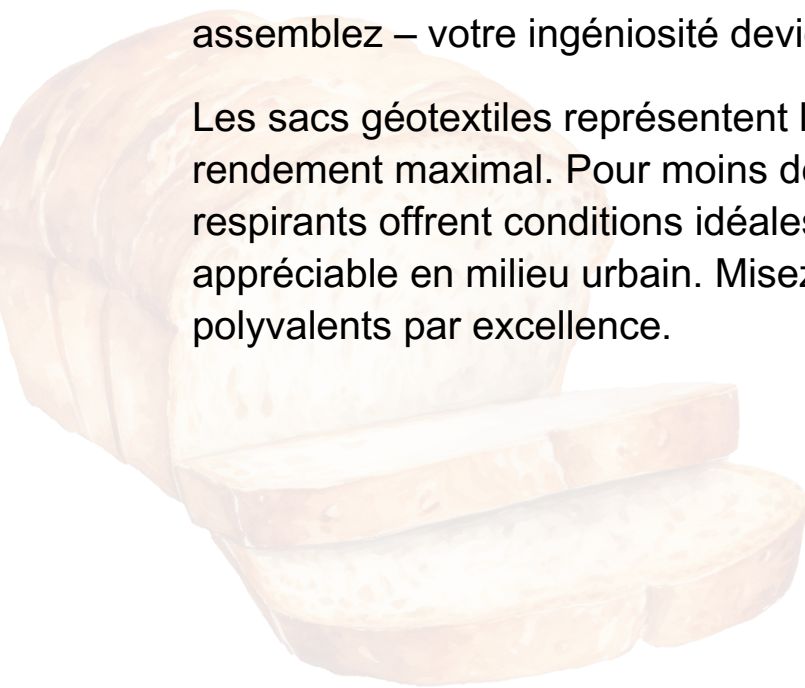 assemblez – votre ingéniosité
Les sacs géotextiles représentent
rendement maximal. Pour moins
respirants offrent conditions
appréciable en milieu urbain.
polyvalents par excellence.